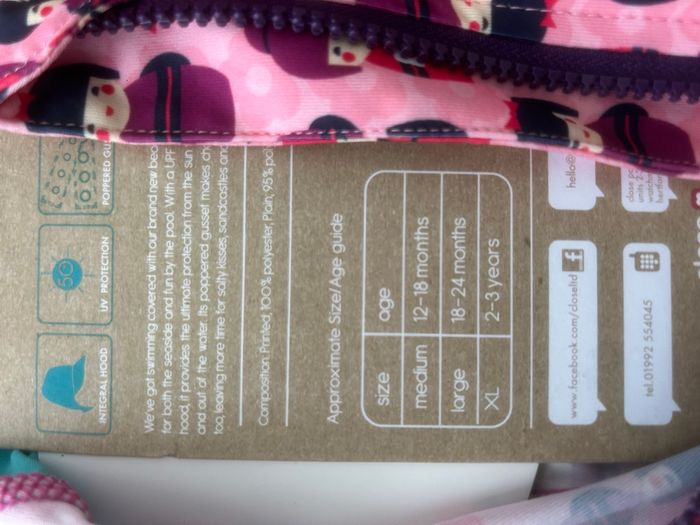 INTEGRAL HOOD
50
UV PROTECTION
POPPERED
We've got swimming covered with our brand new
for both the seaside and fun by the pool. With a UPF
hood, it provides the ultimate protection from the sun
and out of the water. Its poppered gusset makes
too, leaving more time for salty kisses, sandcastles and
Composition: Printed, 100% polyester, Plain, 95%
Approximate Size/Age guide
size age
medium 12-18 months
large 18-24 months
XL 2-3 years
www.facebook.com/closeltd
f
hello@
tel.01992 554045
close
units